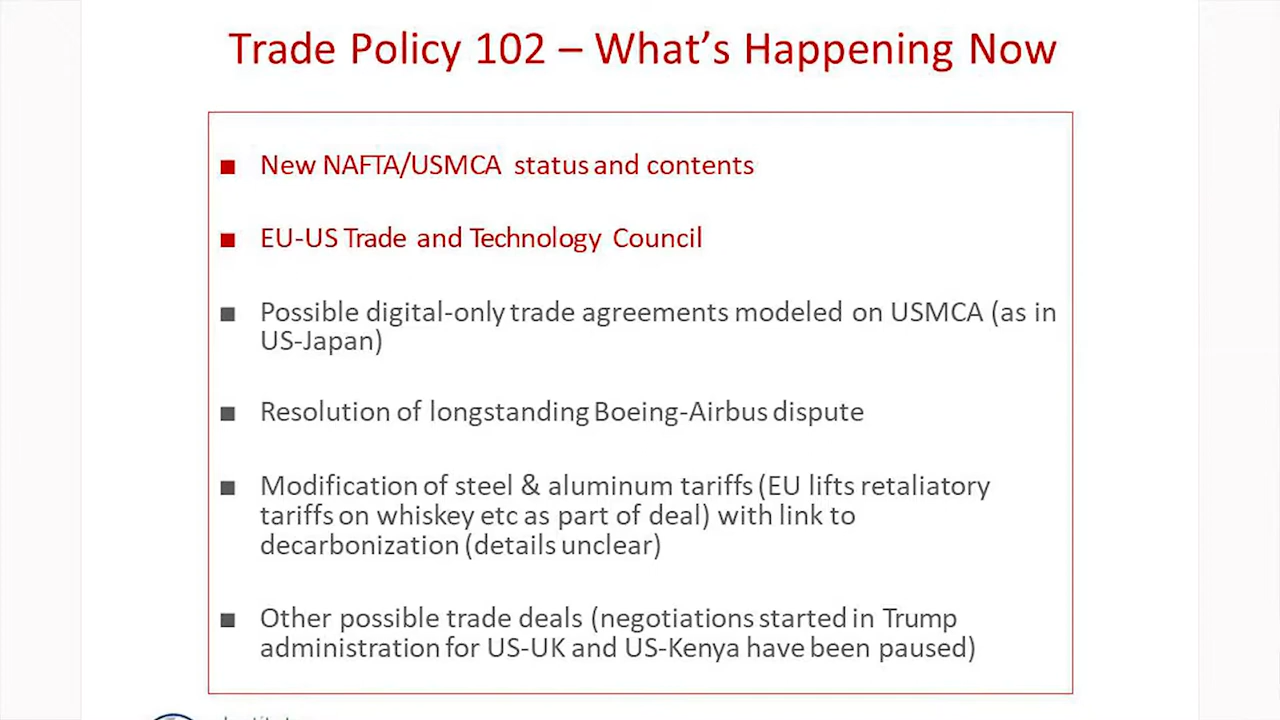 Trade Policy 102 – What's Happening Now
■ New NAFTA/USMCA status and contents
■ EU-US Trade and Technology Council
■ Possible digital-only trade agreements modeled on USMCA (as in
US-Japan)
■ Resolution of longstanding Boeing-Airbus dispute
■ Modification of steel & aluminum tariffs (EU lifts retaliatory
tariffs on whiskey etc as part of deal) with link to
decarbonization (details unclear)
■ Other possible trade deals (negotiations started in Trump
administration for US-UK and US-Kenya have been paused)